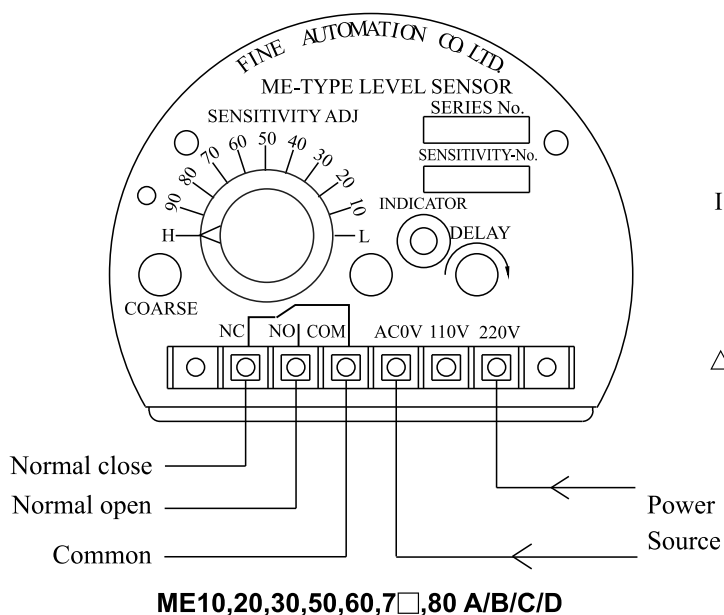 FINE AUTOMATION CO LTD.
ME-TYPE LEVEL SENSOR
SERIES No.
SENSITIVITY ADJ
SENSITIVITY-No.
H 90 80 70 60 50 40 30 20 10 L
INDICATOR
DELAY
COARSE
NC NO COM AC0V 110V 220V
Normal close
Normal open
Common
Power
Source
ME10,20,30,50,60,7□,80 A/B/C/D